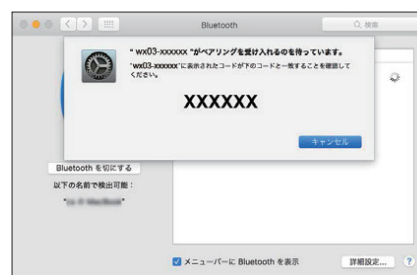 Bluetooth
検索
" wx03-xxxxxx "がペアリングを受け入れるのを待っています。
"wx03-xxxxxx"に表示されたコードが下のコードと一致することを確認して
ください。
XXXXXX
キャンセル
Bluetooth を切にする
以下の名前で検出可能：
メニューバーに Bluetooth を表示
詳細設定...
?